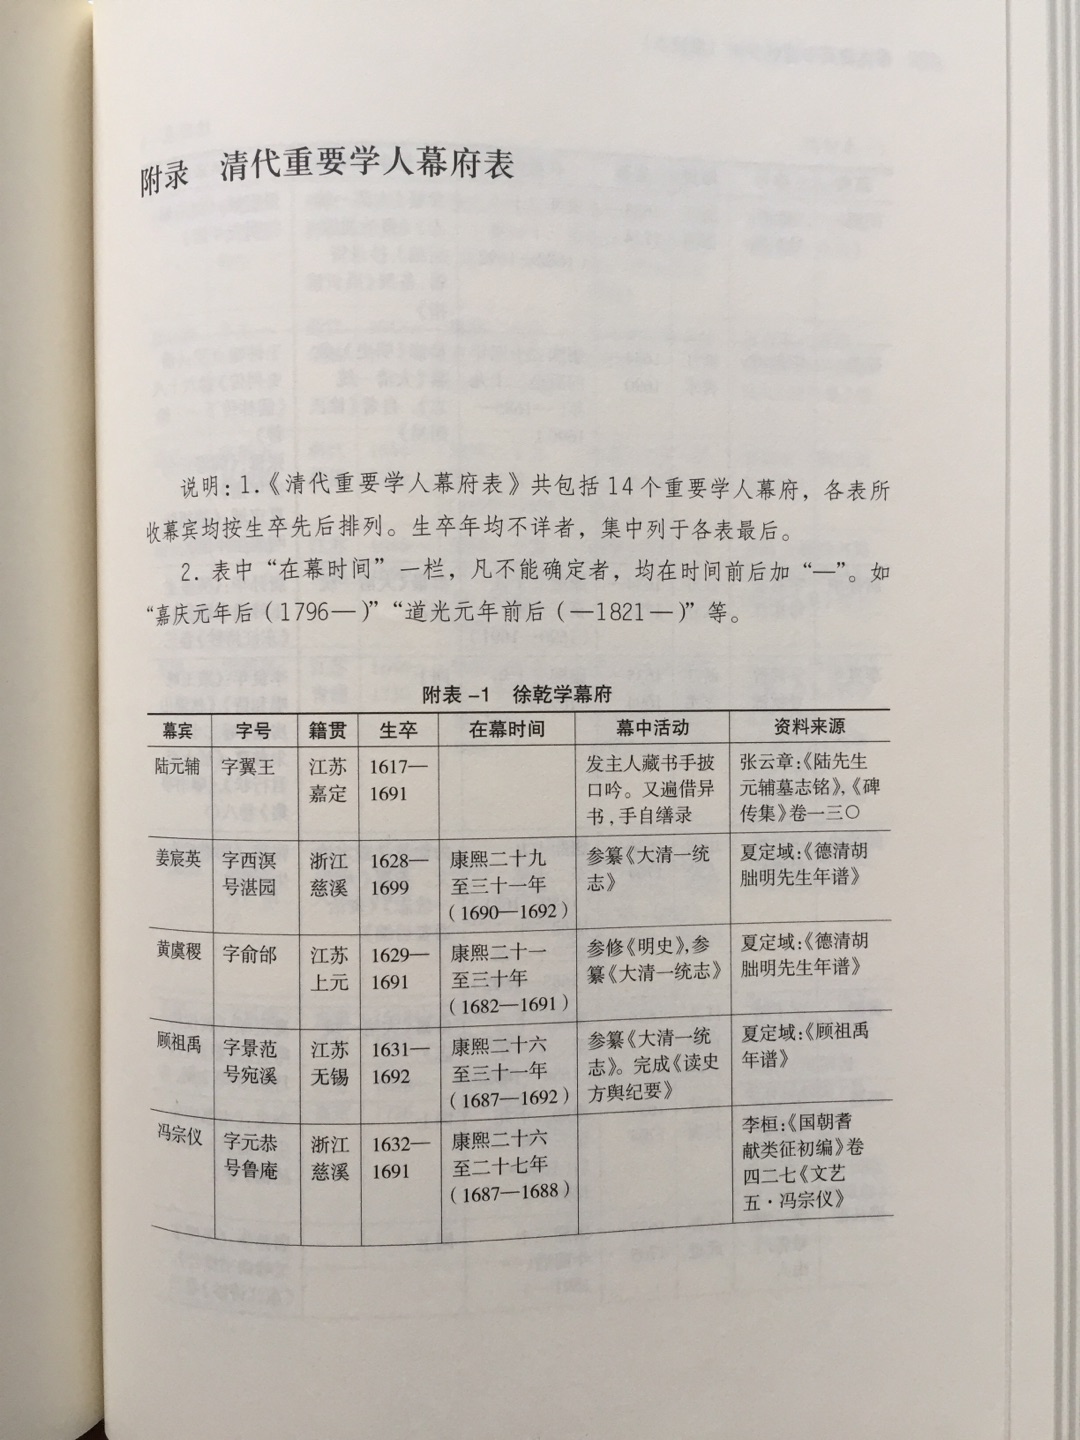 附录 清代重要学人幕府表
说明：1.《清代重要学人幕府表》共包括14个重要学人幕府，各表所
收幕宾均按生卒先后排列。生卒年均不详者，集中列于各表最后。
2. 表中“在幕时间”一栏，凡不能确定者，均在时间前后加“—”。如
“嘉庆元年后（1796—）”“道光元年前后（—1821—）”等。
附表-1 徐乾学幕府
幕宾 字号 籍贯 生卒 在幕时间 幕中活动 资料来源
陆元辅 字翼王 江苏 1617— 发主人藏书手披 张云章：《陆先生
嘉定 1691 口吟。又遍借异 元辅墓志铭》，《碑
书，手自缮录 传集》卷一三〇
姜宸英 字西溟 浙江 1628— 康熙二十九 参纂《大清一统 夏定域：《德清胡
号湛园 慈溪 1699 至三十一年 志》 朏明先生年谱》
（1690—1692）
黄虞稷 字俞邰 江苏 1629— 康熙二十一 参修《明史》，参 夏定域：《德清胡
上元 1691 至三十年 纂《大清一统志》 朏明先生年谱》
（1682—1691）
顾祖禹 字景范 江苏 1631— 康熙二十六 参纂《大清一统 夏定域：《顾祖禹
号宛溪 无锡 1692 至三十一年 志》。完成《读史 年谱》
（1687—1692） 方舆纪要》
冯宗仪 字元恭 浙江 1632— 康熙二十六 李桓：《国朝耆
号鲁庵 慈溪 1691 至二十七年 献类征初编》卷
（1687—1688） 四二七《文艺
五·冯宗仪》